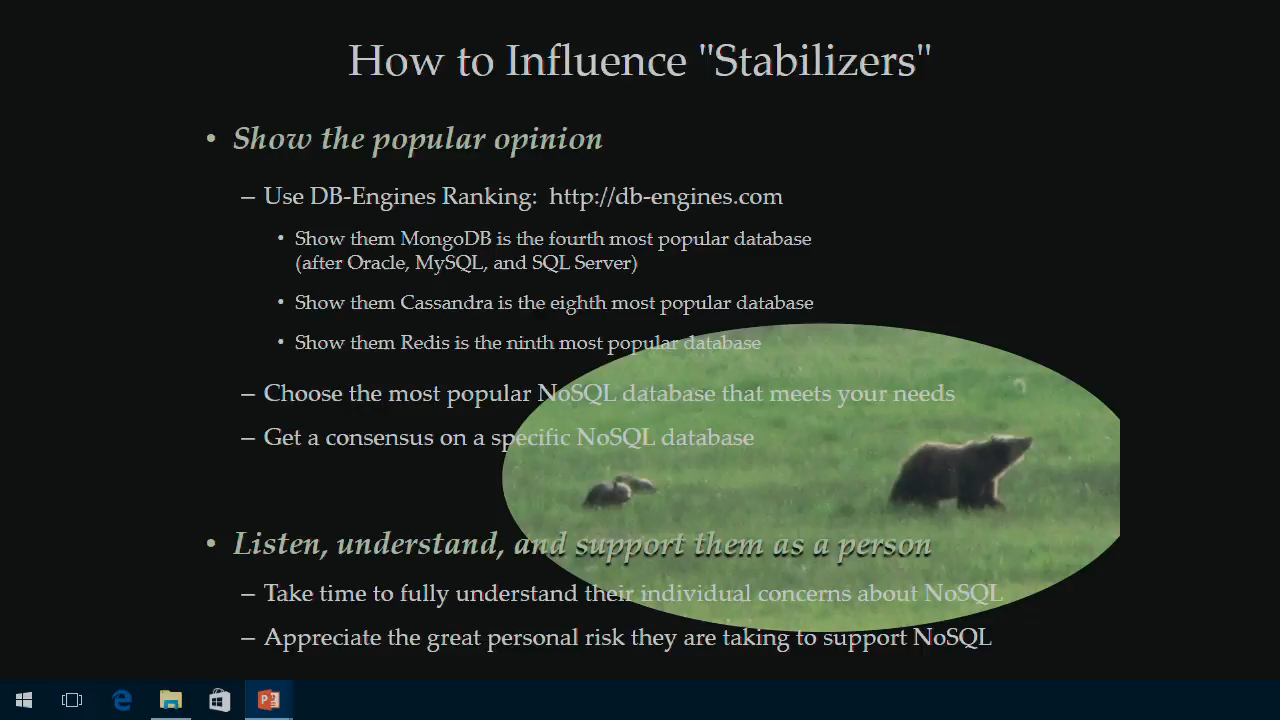 How to Influence "Stabilizers"
• Show the popular opinion
– Use DB-Engines Ranking: http://db-engines.com
• Show them MongoDB is the fourth most popular database
(after Oracle, MySQL, and SQL Server)
• Show them Cassandra is the eighth most popular database
• Show them Redis is the ninth most popular database
– Choose the most popular NoSQL database that meets your needs
– Get a consensus on a specific NoSQL database
• Listen, understand, and support them as a person
– Take time to fully understand their individual concerns about NoSQL
– Appreciate the great personal risk they are taking to support NoSQL